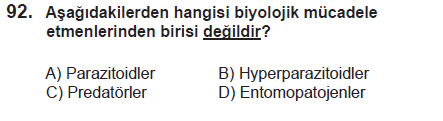 92. Aşağıdakilerden hangisi biyolojik mücadele
etmenlerinden birisi değildir?
A) Parazitoidler B) Hyperparazitoidler
C) Predatörler D) Entomopatojenler